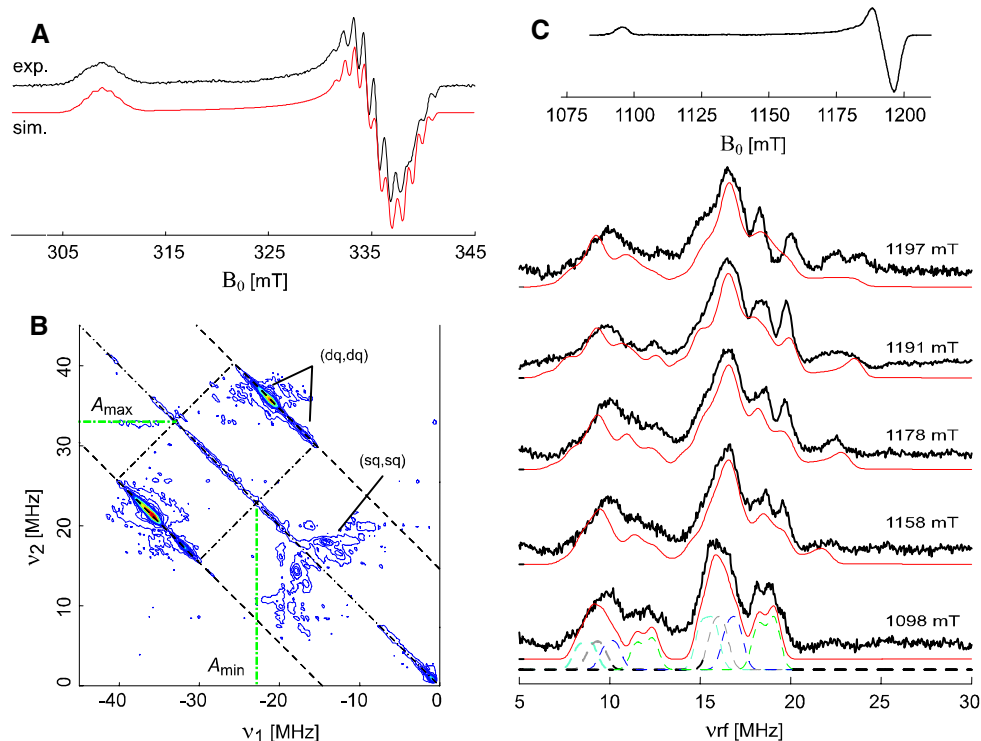 A
exp.
sim.
305 315 325 335 345
B0 [mT]
B
(dq,dq)
Amax
(sq,sq)
Amin
40
30
20
10
0
ν2 [MHz]
-40 -30 -20 -10 0
ν1 [MHz]
C
1075 1100 1125 1150 1175 1200
B0 [mT]
1197 mT
1191 mT
1178 mT
1158 mT
1098 mT
5 10 15 20 25 30
νrf [MHz]